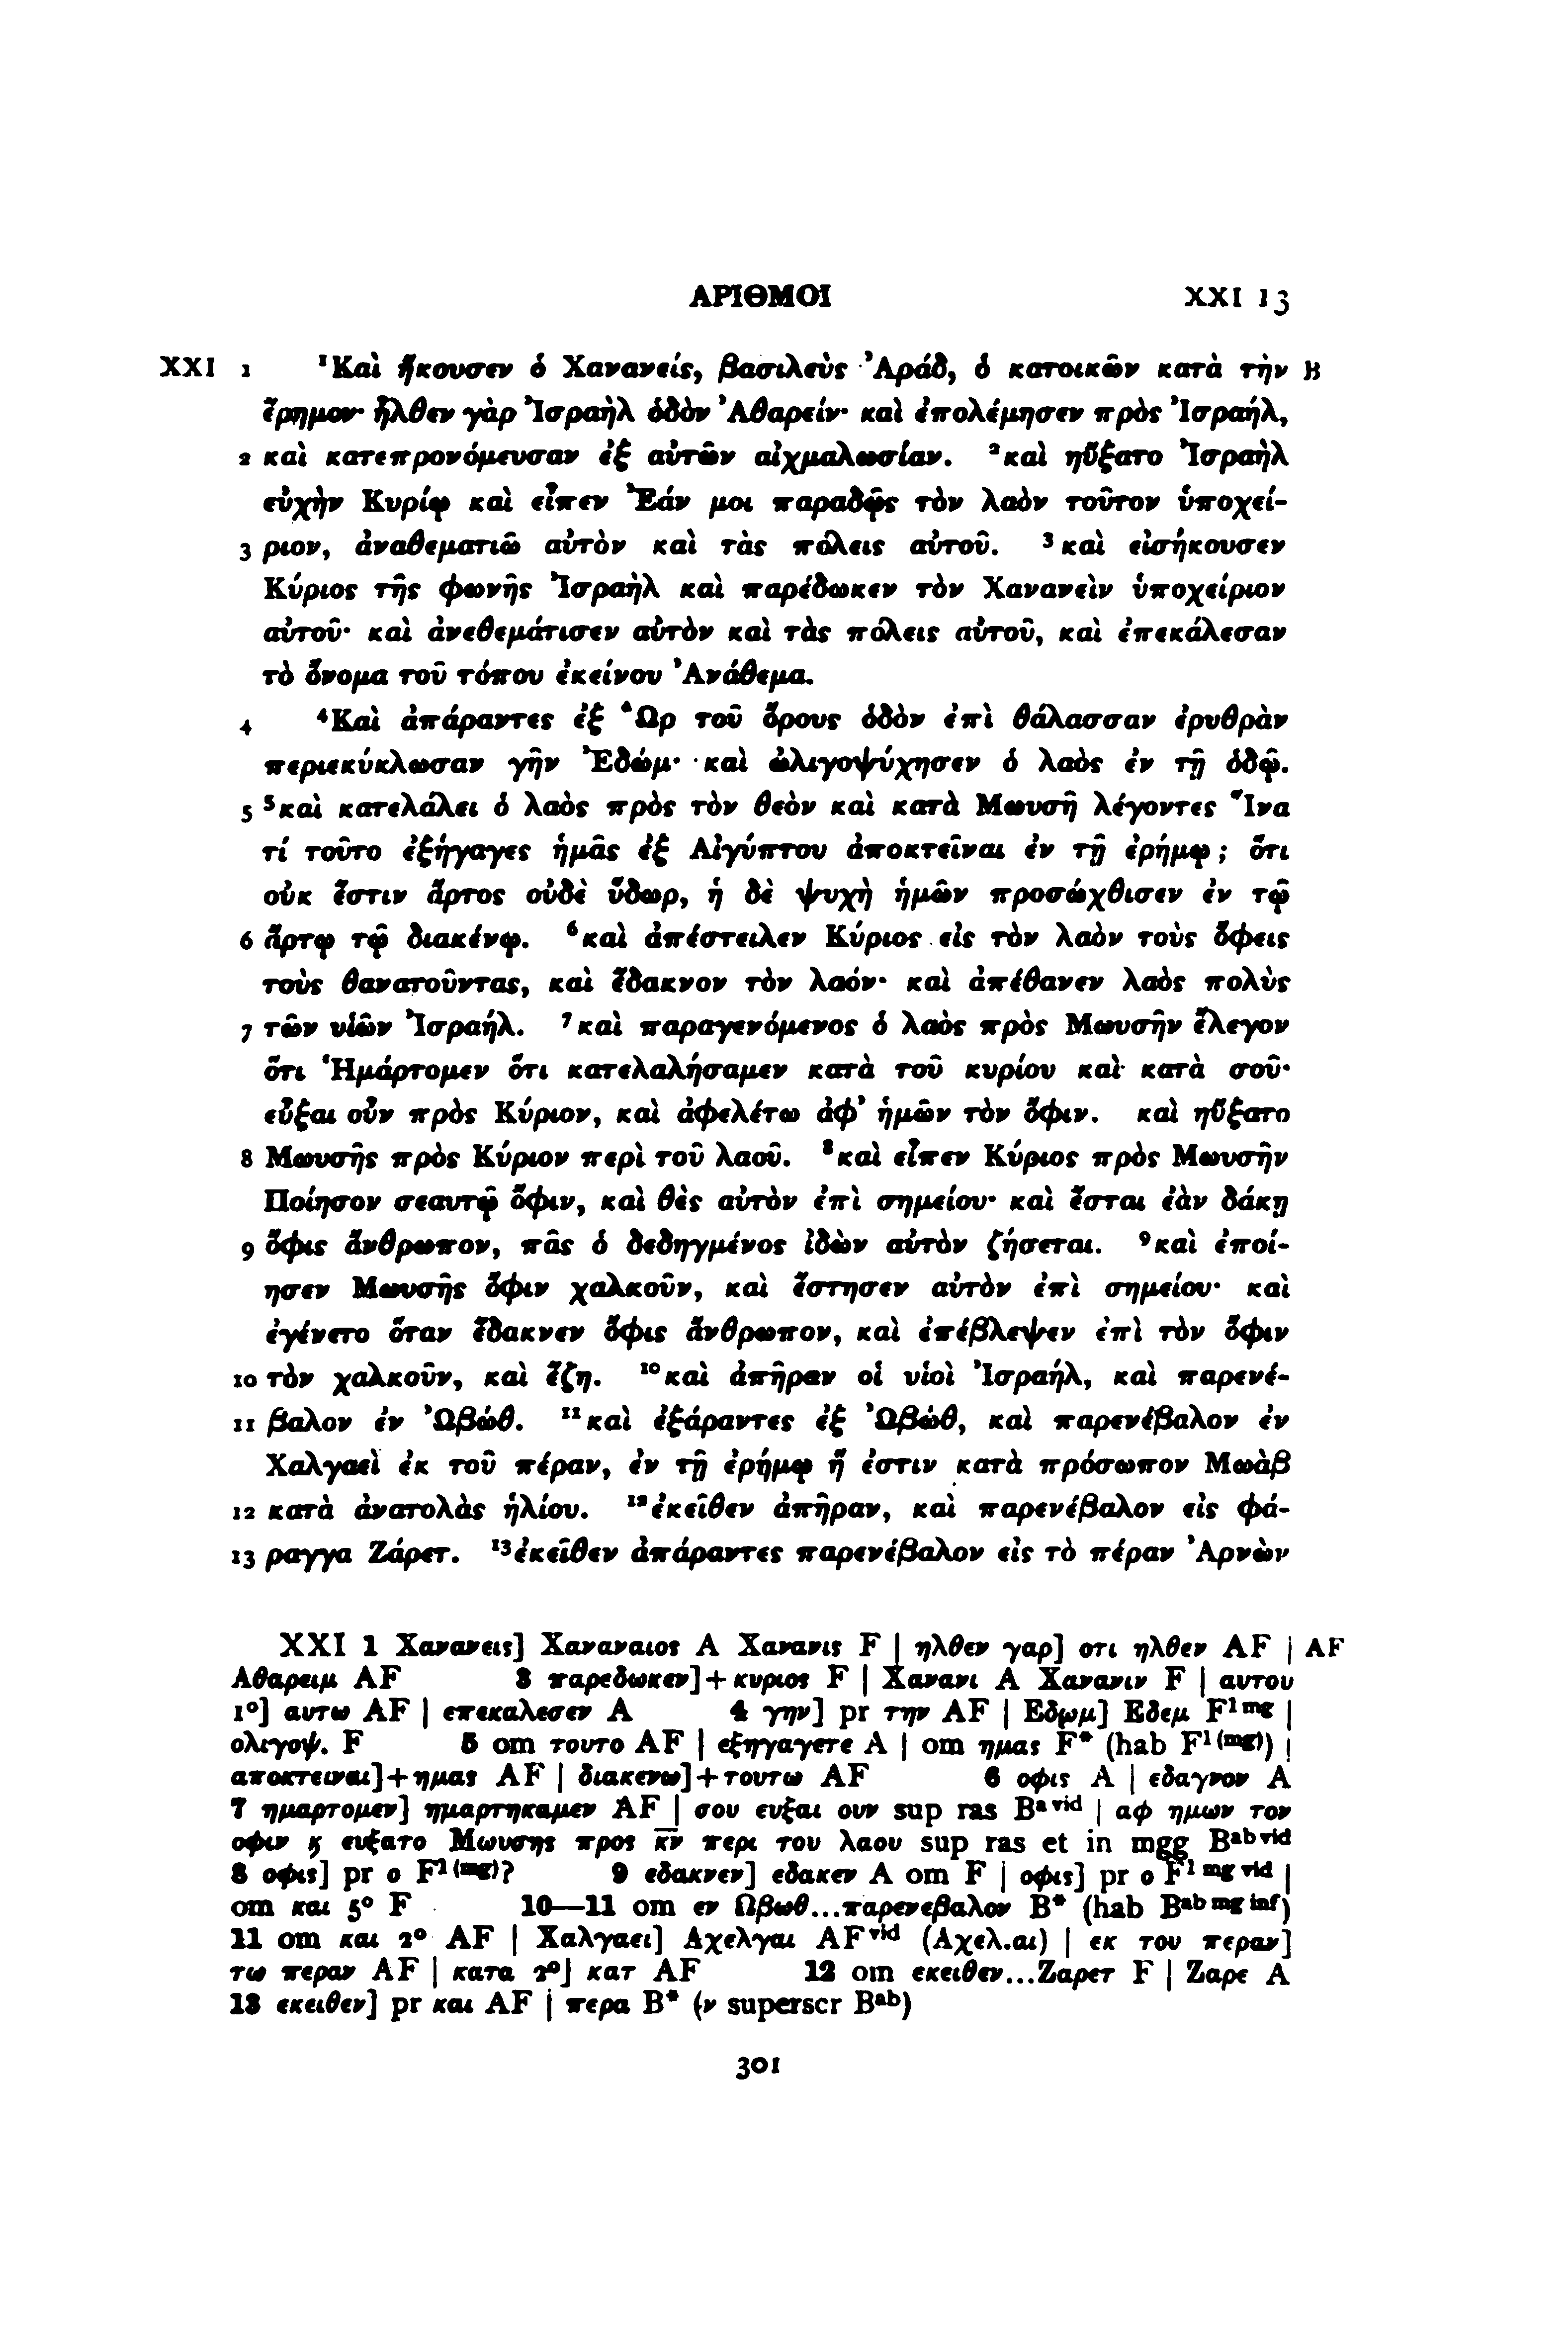 ΑΡΙΘΜΟΙ XXI 13
XXI 1 ¹Καὶ ἤκουσεν ὁ Χανανείς, βασιλεὺς Ἀράδ, ὁ κατοικῶν κατὰ τὴν B
ἔρημον· ἦλθεν γὰρ Ἰσραὴλ ὁδὸν Ἀθαρείν· καὶ ἐπολέμησεν πρὸς Ἰσραήλ,
2 καὶ κατεπρονόμευσαν ἐξ αὐτῶν αἰχμαλωσίαν. ²καὶ ηὔξατο Ἰσραὴλ
εὐχὴν Κυρίῳ καὶ εἶπεν Ἐάν μοι παραδῷς τὸν λαὸν τοῦτον ὑποχεί-
3 ριον, ἀναθεματιῶ αὐτὸν καὶ τὰς πόλεις αὐτοῦ. ³καὶ εἰσήκουσεν
Κύριος τῆς φωνῆς Ἰσραὴλ καὶ παρέδωκεν τὸν Χανανεὶν ὑποχείριον
αὐτοῦ· καὶ ἀνεθεμάτισεν αὐτὸν καὶ τὰς πόλεις αὐτοῦ, καὶ ἐπεκάλεσαν
τὸ ὄνομα τοῦ τόπου ἐκείνου Ἀνάθεμα.
4 ⁴Καὶ ἀπάραντες ἐξ Ὢρ τοῦ ὄρους ὁδὸν ἐπὶ θάλασσαν ἐρυθρὰν
περιεκύκλωσαν γῆν Ἐδώμ· καὶ ὠλιγοψύχησεν ὁ λαὸς ἐν τῇ ὁδῷ.
5 ⁵καὶ κατελάλει ὁ λαὸς πρὸς τὸν θεὸν καὶ κατὰ Μωυσῆ λέγοντες Ἵνα
τί τοῦτο ἐξήγαγες ἡμᾶς ἐξ Αἰγύπτου ἀποκτεῖναι ἐν τῇ ἐρήμῳ; ὅτι
οὐκ ἔστιν ἄρτος οὐδὲ ὕδωρ, ἡ δὲ ψυχὴ ἡμῶν προσώχθισεν ἐν τῷ
6 ἄρτῳ τῷ διακένῳ. ⁶καὶ ἀπέστειλεν Κύριος εἰς τὸν λαὸν τοὺς ὄφεις
τοὺς θανατοῦντας, καὶ ἔδακνον τὸν λαόν· καὶ ἀπέθανεν λαὸς πολὺς
7 τῶν υἱῶν Ἰσραήλ. ⁷καὶ παραγενόμενος ὁ λαὸς πρὸς Μωυσῆν ἔλεγον
ὅτι Ἡμάρτομεν ὅτι κατελαλήσαμεν κατὰ τοῦ κυρίου καὶ κατὰ σοῦ·
εὖξαι οὖν πρὸς Κύριον, καὶ ἀφελέτω ἀφ’ ἡμῶν τὸν ὄφιν. καὶ ηὔξατο
8 Μωυσῆς πρὸς Κύριον περὶ τοῦ λαοῦ. ⁸καὶ εἶπεν Κύριος πρὸς Μωυσῆν
Ποίησον σεαυτῷ ὄφιν, καὶ θὲς αὐτὸν ἐπὶ σημείου· καὶ ἔσται ἐὰν δάκῃ
9 ὄφις ἄνθρωπον, πᾶς ὁ δεδηγμένος ἰδὼν αὐτὸν ζήσεται. ⁹καὶ ἐποί-
ησεν Μωυσῆς ὄφιν χαλκοῦν, καὶ ἔστησεν αὐτὸν ἐπὶ σημείου· καὶ
ἐγένετο ὅταν ἔδακνεν ὄφις ἄνθρωπον, καὶ ἐπέβλεψεν ἐπὶ τὸν ὄφιν
10 τὸν χαλκοῦν, καὶ ἔζη. ¹⁰καὶ ἀπῆραν οἱ υἱοὶ Ἰσραήλ, καὶ παρενέ-
11 βαλον ἐν Ὠβώθ. ¹¹καὶ ἐξάραντες ἐξ Ὠβώθ, καὶ παρενέβαλον ἐν
Χαλγαεὶ ἐκ τοῦ πέραν, ἐν τῇ ἐρήμῳ ἥ ἐστιν κατὰ πρόσωπον Μωὰβ
12 κατὰ ἀνατολὰς ἡλίου. ¹²ἐκεῖθεν ἀπῆραν, καὶ παρενέβαλον εἰς φά-
13 ραγγα Ζάρετ. ¹³ἐκεῖθεν ἀπάραντες παρενέβαλον εἰς τὸ πέραν Ἀρνὼν
XXI 1 Χανανεις] Χαναναιος A Χανανις F | ηλθεν γαρ] οτι ηλθεν AF | AF
Αθαρειμ AF 3 παρεδωκεν]+κυριος F | Χανανι A Χανανιν F | αυτου
1°] αυτω AF | επεκαλεσεν A 4 γην] pr την AF | Εδωμ] Εδεμ F¹ᵐᵍ |
ολιγοψ. F 5 om τουτο AF | εξηγαγετε A | om ημας F* (hab F¹⁽ᵐᵍ⁾) |
αποκτειναι]+ημας AF | διακενω]+τουτω AF 6 οφις A | εδαγνον A
7 ημαρτομεν] ημαρτηκαμεν AF | σου ευξαι ουν sup ras Bᵃ ᵛⁱᵈ | αφ ημων τον
οφιν ϗ ευξατο Μωυσης προς κ̅ν̅ περι του λαου sup ras et in mgg Bᵃᵇ ᵛⁱᵈ
8 οφις] pr ο F¹⁽ᵐᵍ⁾? 9 εδακνεν] εδακεν A om F | οφις] pr ο F¹ ᵐᵍ ᵛⁱᵈ |
om και 5° F 10—11 om εν Ωβωθ...παρενεβαλον B* (hab Bᵃᵇ ᵐᵍ ⁱⁿᶠ)
11 om και 2° AF | Χαλγαει] Αχελγαι AFᵛⁱᵈ (Αχελ.αι) | εκ του περαν]
τω περαν AF | κατα 2°] κατ AF 12 om εκειθεν...Ζαρετ F | Ζαρε A
13 εκειθεν] pr και AF | περα B* (ν superscr Bᵃᵇ)
301